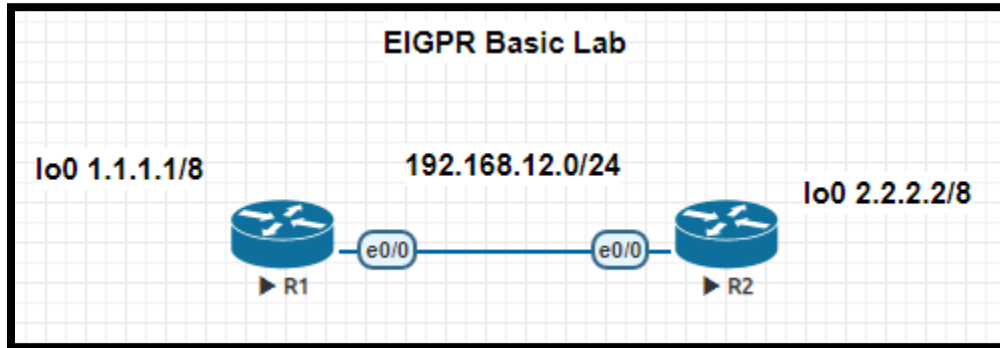 EIGPR Basic Lab
lo0 1.1.1.1/8
192.168.12.0/24
lo0 2.2.2.2/8
e0/0
e0/0
R1
R2